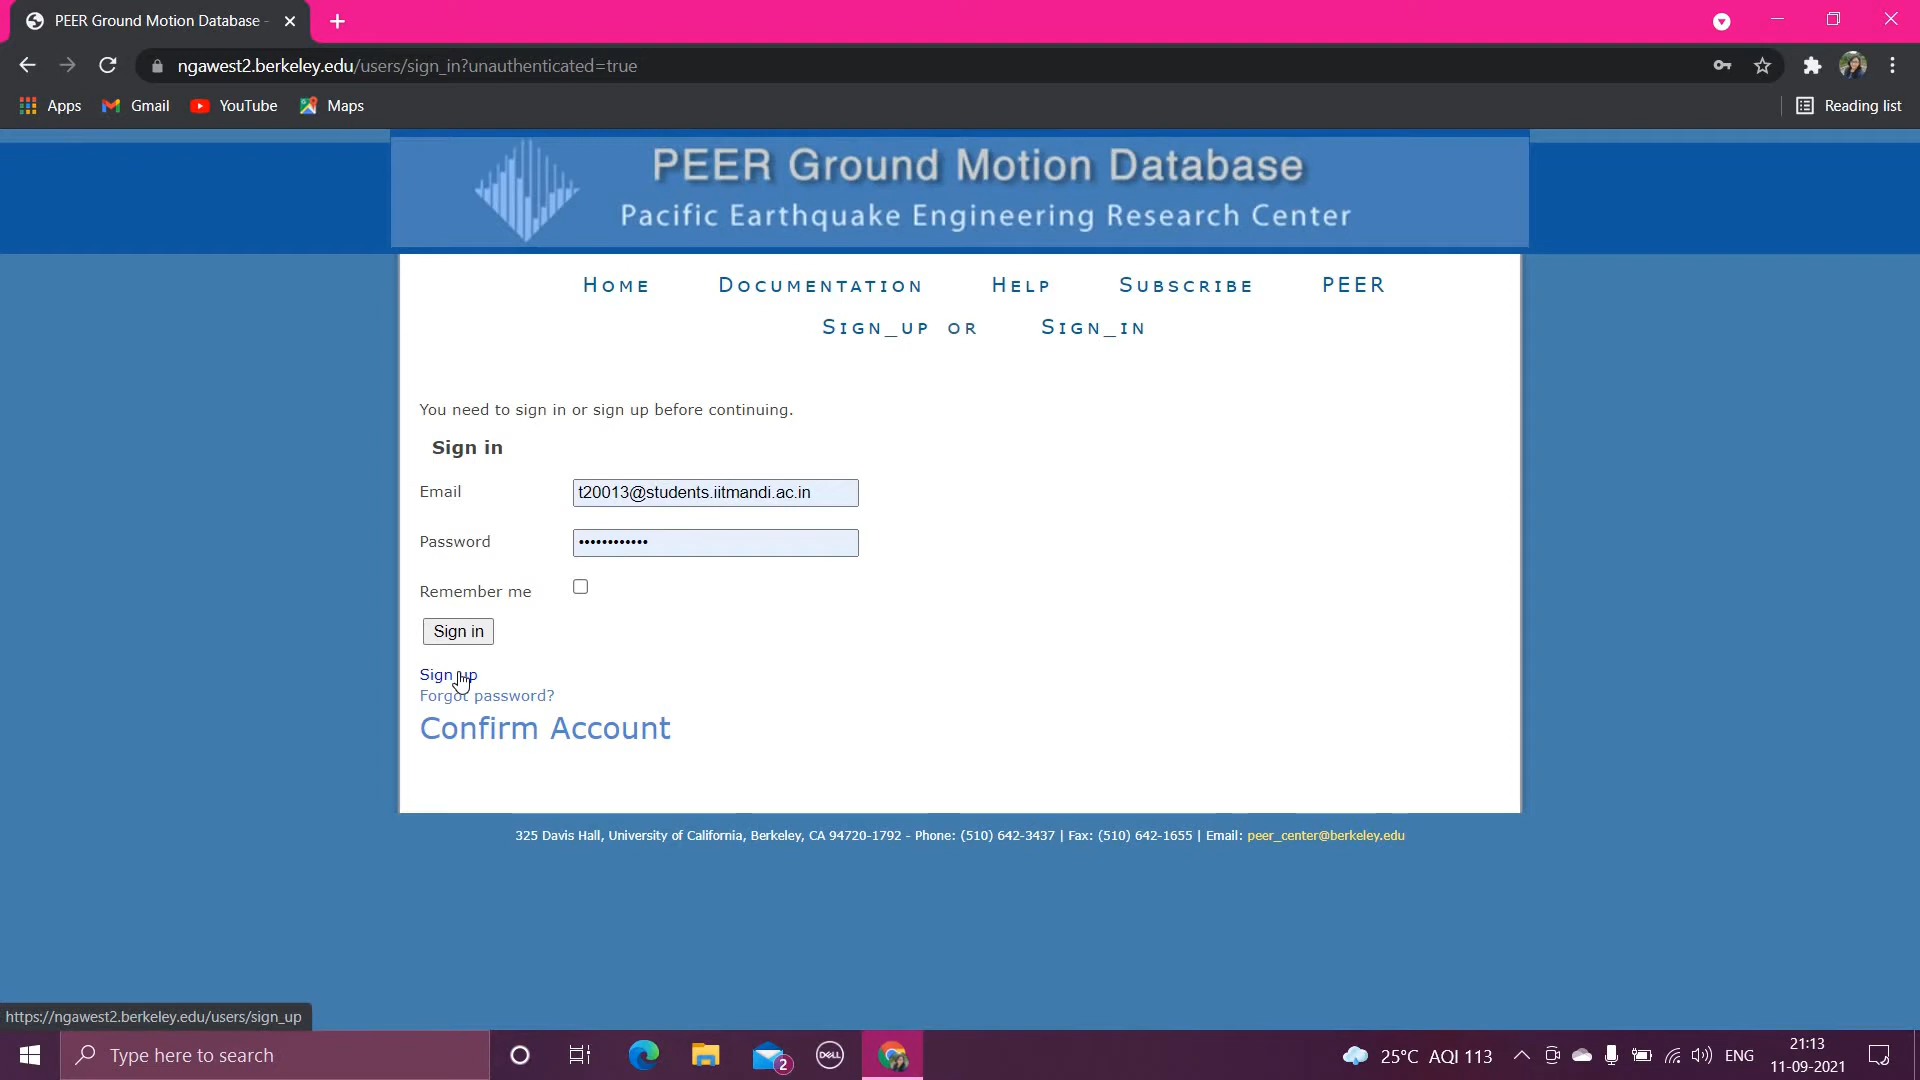 PEER Ground Motion Database -
ngawest2.berkeley.edu/users/sign_in?unauthenticated=true
Apps
Gmail
YouTube
Maps
Reading list
PEER Ground Motion Database
Pacific Earthquake Engineering Research Center
Home
Documentation
Help
Subscribe
PEER
Sign_up or
Sign_in
You need to sign in or sign up before continuing.
Sign in
Email
t20013@students.iitmandi.ac.in
Password
••••••••••••
Remember me
Sign in
Sign up
Forgot password?
Confirm Account
325 Davis Hall, University of California, Berkeley, CA 94720-1792 - Phone: (510) 642-3437 | Fax: (510) 642-1655 | Email: peer_center@berkeley.edu
https://ngawest2.berkeley.edu/users/sign_up
Type here to search
2
DELL
25°C AQI 113
ENG
21:13
11-09-2021